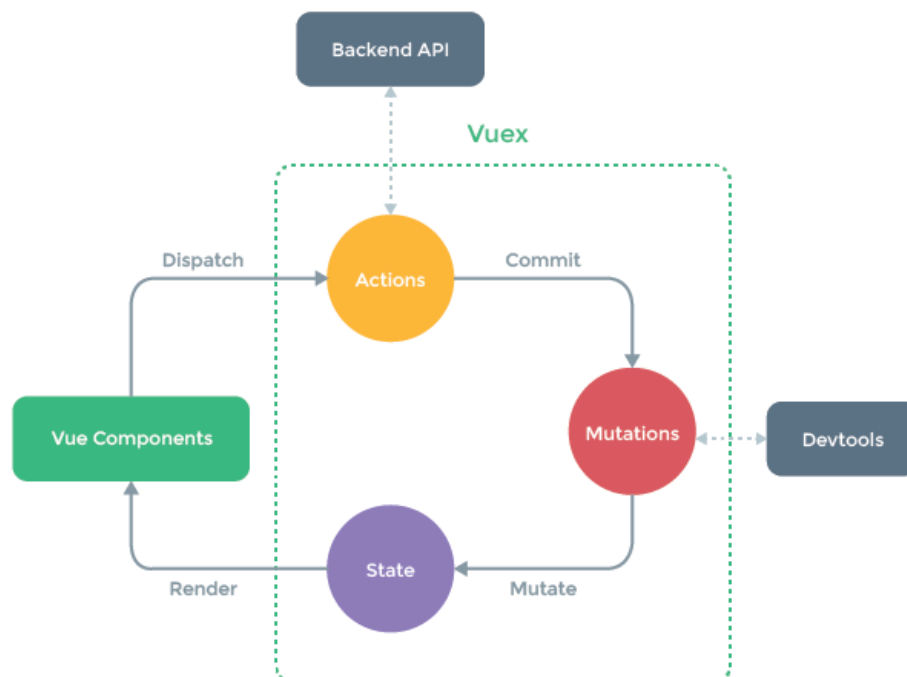 Backend API
Vuex
Dispatch
Commit
Actions
Vue Components
Mutations
Devtools
State
Render
Mutate